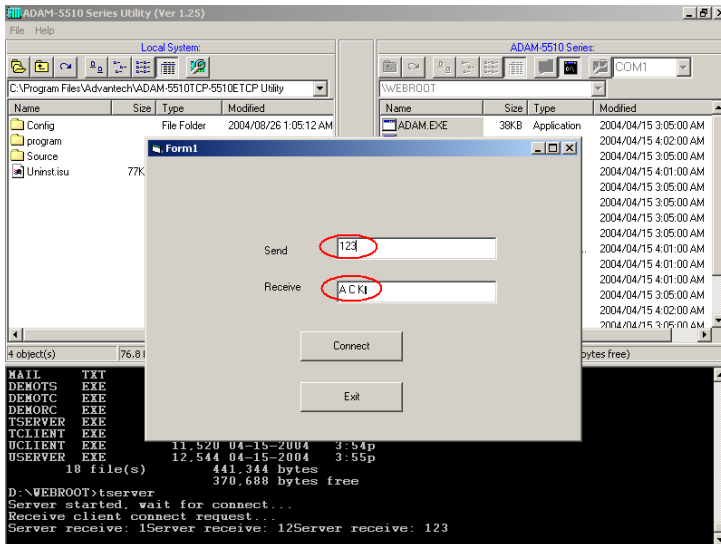 ADAM-5510 Series Utility (Ver 1.25)
File Help
Local System:
ADAM-5510 Series:
COM1
C:\Program Files\Advantech\ADAM-5510TCP-5510ETCP Utility
\WEBROOT
Name Size Type Modified
Name Size Type Modified
Config File Folder 2004/08/26 1:05:12 AM
ADAM.EXE 38KB Application 2004/04/15 3:05:00 AM
program
2004/04/15 4:02:00 AM
Source
2004/04/15 3:05:00 AM
Uninst.isu 77K
2004/04/15 4:01:00 AM
2004/04/15 3:05:00 AM
2004/04/15 3:05:00 AM
2004/04/15 3:05:00 AM
2004/04/15 3:05:00 AM
2004/04/15 4:01:00 AM
2004/04/15 4:01:00 AM
2004/04/15 4:01:00 AM
2004/04/15 3:05:00 AM
2004/04/15 4:02:00 AM
2004/04/15 3:05:00 AM
Form1
Send 123
Receive A C K
Connect
Exit
4 object(s) 76.8
bytes free)
MAIL TXT
DEMOTS EXE
DEMOTC EXE
DEMORC EXE
TSERVER EXE
TCLIENT EXE
UCLIENT EXE 11,520 04-15-2004 3:54p
USERVER EXE 12,544 04-15-2004 3:55p
18 file(s) 441,344 bytes
370,688 bytes free
D:\WEBROOT>tserver
Server started, wait for connect...
Receive client connect request...
Server receive: 1Server receive: 12Server receive: 123